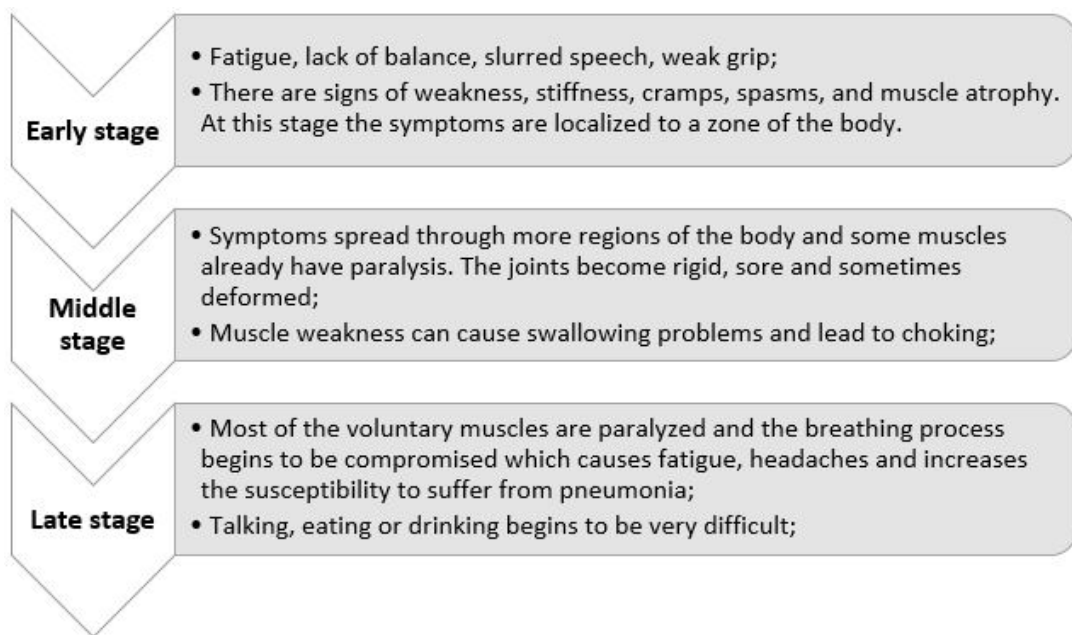 Early stage
• Fatigue, lack of balance, slurred speech, weak grip;
• There are signs of weakness, stiffness, cramps, spasms, and muscle atrophy.
At this stage the symptoms are localized to a zone of the body.
Middle
stage
• Symptoms spread through more regions of the body and some muscles
already have paralysis. The joints become rigid, sore and sometimes
deformed;
• Muscle weakness can cause swallowing problems and lead to choking;
Late stage
• Most of the voluntary muscles are paralyzed and the breathing process
begins to be compromised which causes fatigue, headaches and increases
the susceptibility to suffer from pneumonia;
• Talking, eating or drinking begins to be very difficult;